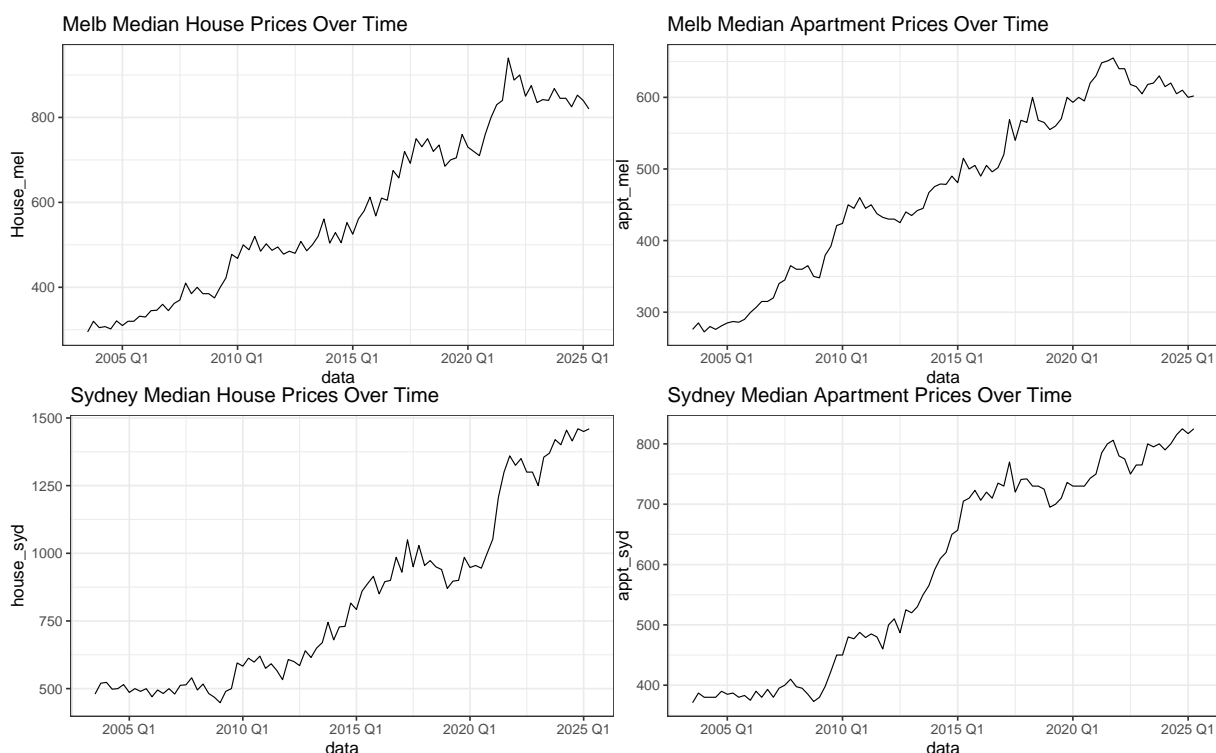 Melb Median House Prices Over Time
House_mel
800
600
400
2005 Q1 2010 Q1 2015 Q1 2020 Q1 2025 Q1
data
Melb Median Apartment Prices Over Time
appt_mel
600
500
400
300
2005 Q1 2010 Q1 2015 Q1 2020 Q1 2025 Q1
data
Sydney Median House Prices Over Time
house_syd
1500
1250
1000
750
500
2005 Q1 2010 Q1 2015 Q1 2020 Q1 2025 Q1
data
Sydney Median Apartment Prices Over Time
appt_syd
800
700
600
500
400
2005 Q1 2010 Q1 2015 Q1 2020 Q1 2025 Q1
data